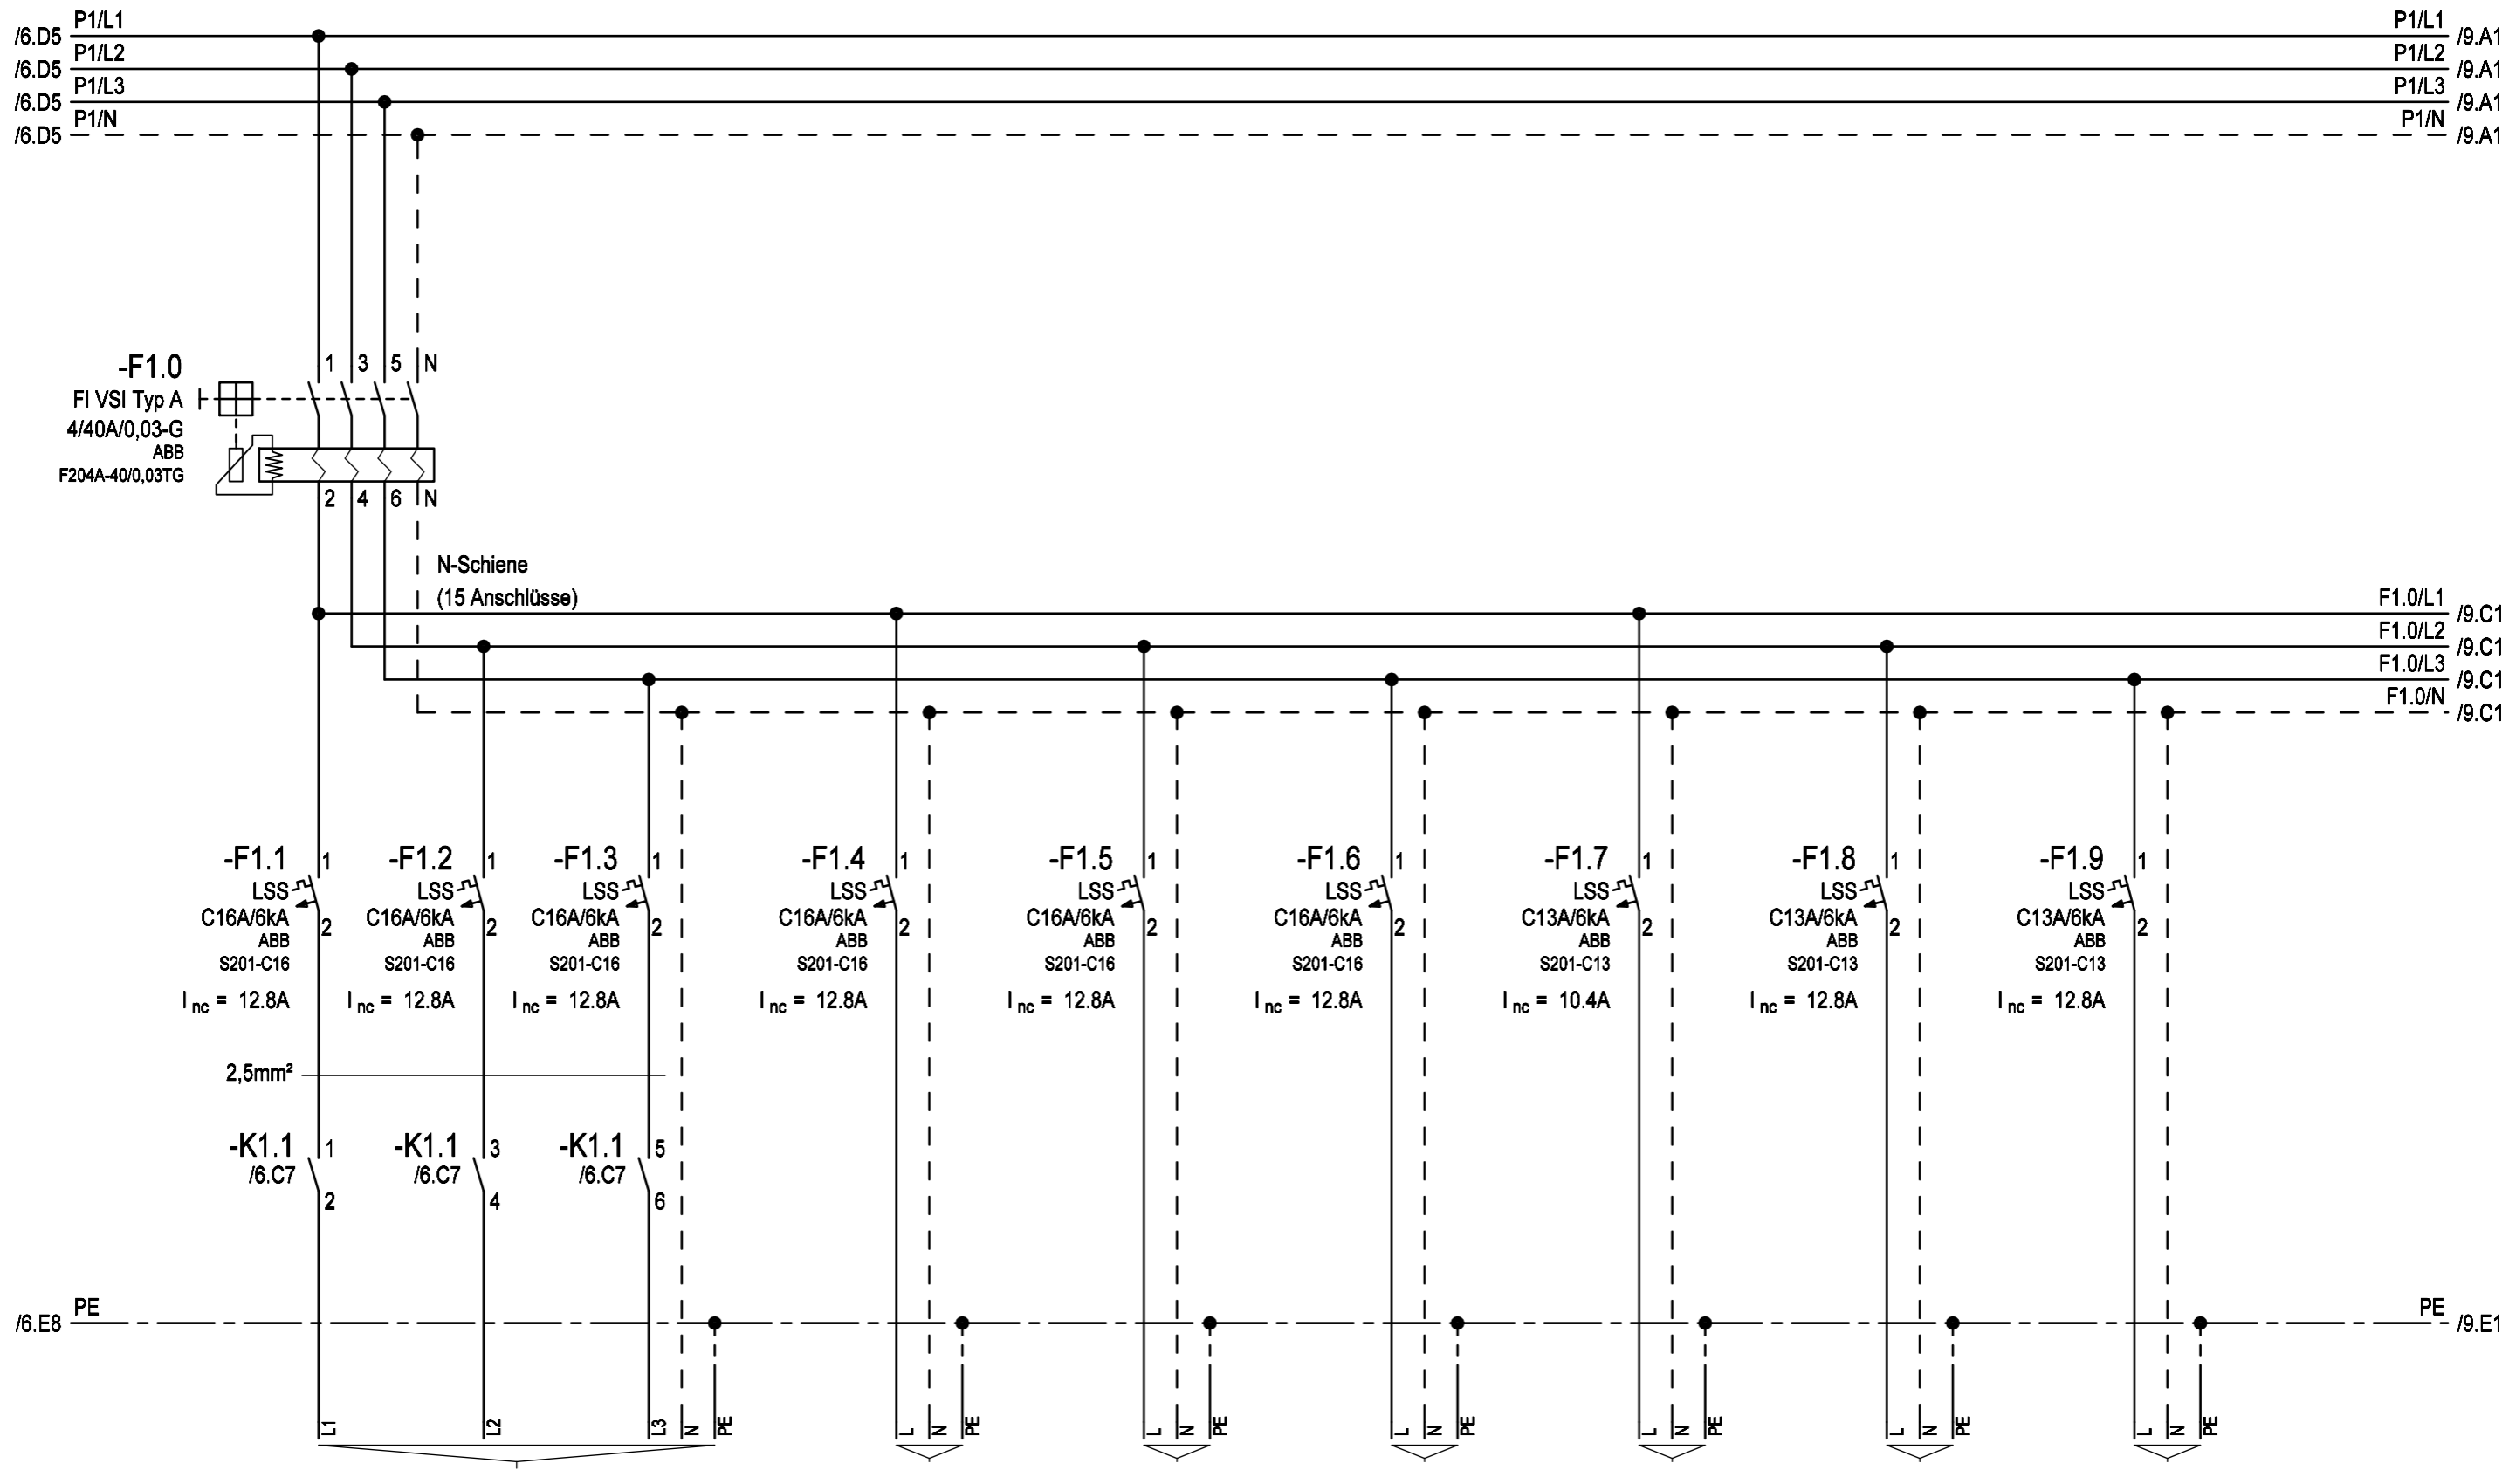 P1/L1 P1/L1
/6.D5 /9.A1
P1/L2 P1/L2
/6.D5 /9.A1
P1/L3 P1/L3
/6.D5 /9.A1
P1/N P1/N
/6.D5 /9.A1
-F1.0 1 3 5 N
FI VSI Typ A
4/40A/0,03-G
ABB
F204A-40/0,03TG
2 4 6 N
N-Schiene
(15 Anschlüsse)
F1.0/L1
/9.C1
F1.0/L2
/9.C1
F1.0/L3
/9.C1
F1.0/N
/9.C1
-F1.1 1 -F1.2 1 -F1.3 1 -F1.4 1 -F1.5 1 -F1.6 1 -F1.7 1 -F1.8 1 -F1.9 1
LSS LSS LSS LSS LSS LSS LSS LSS LSS
C16A/6kA 2 C16A/6kA 2 C16A/6kA 2 C16A/6kA 2 C16A/6kA 2 C16A/6kA 2 C13A/6kA 2 C13A/6kA 2 C13A/6kA 2
ABB ABB ABB ABB ABB ABB ABB ABB ABB
S201-C16 S201-C16 S201-C16 S201-C16 S201-C16 S201-C16 S201-C13 S201-C13 S201-C13
I nc = 12.8A I nc = 12.8A I nc = 12.8A I nc = 12.8A I nc = 12.8A I nc = 12.8A I nc = 10.4A I nc = 12.8A I nc = 12.8A
2,5mm²
-K1.1 1 -K1.1 3 -K1.1 5
/6.C7 /6.C7 /6.C7
2 4 6
PE PE
/6.E8 /9.E1
L1 L2 L3 N PE L N PE L N PE L N PE L N PE L N PE L N PE